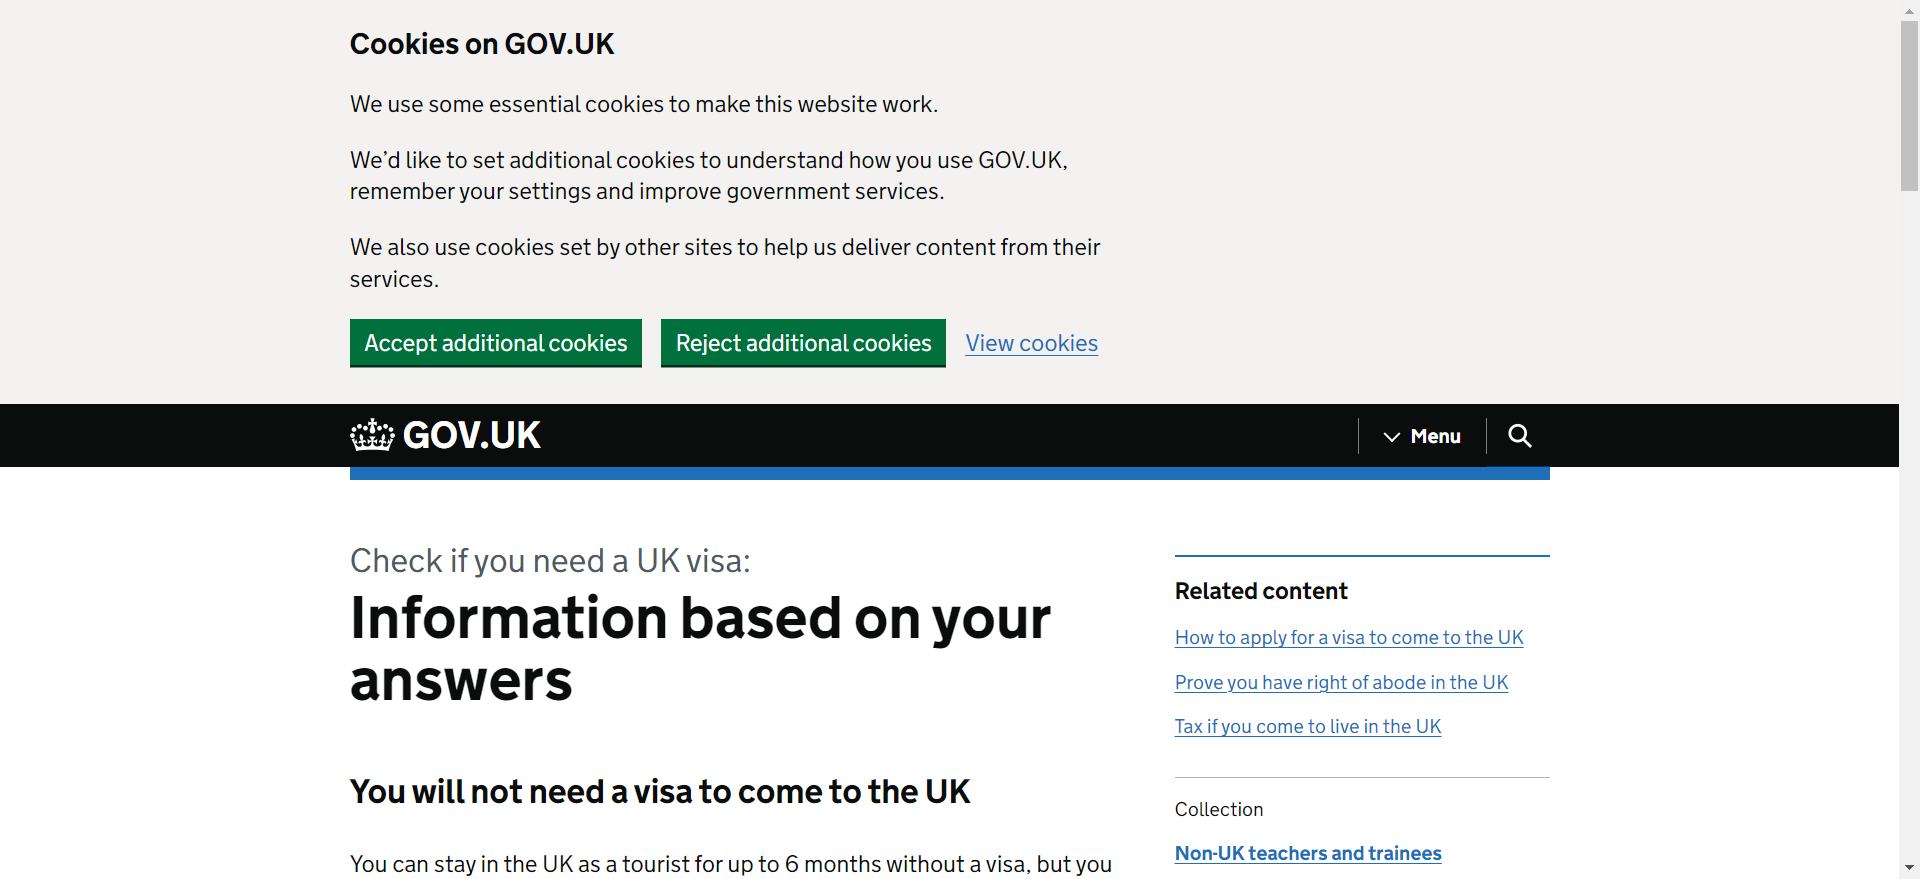 Cookies on GOV.UK
We use some essential cookies to make this website work.
We’d like to set additional cookies to understand how you use GOV.UK,
remember your settings and improve government services.
We also use cookies set by other sites to help us deliver content from their
services.
Accept additional cookies
Reject additional cookies
View cookies
GOV.UK
Menu
Check if you need a UK visa:
Information based on your
answers
You will not need a visa to come to the UK
You can stay in the UK as a tourist for up to 6 months without a visa, but you
Related content
How to apply for a visa to come to the UK
Prove you have right of abode in the UK
Tax if you come to live in the UK
Collection
Non-UK teachers and trainees